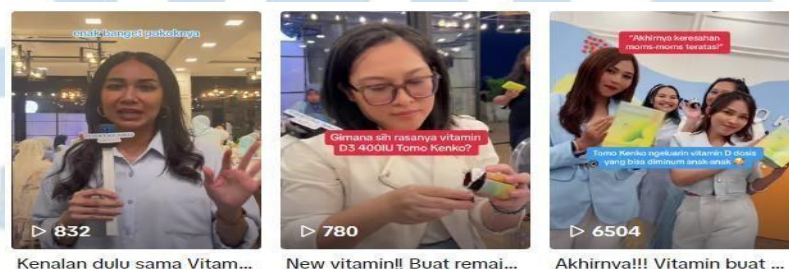 epak banget pokoknya
832
Kenalan dulu sama Vitam...
Gimana sih rasanya vitamin
D3 400IU Tomo Kenko?
780
New vitamin!! Buat remaj...
"Akhirnya keresahan
moms-moms teratasi"
Tomo Kenko ngeluarin vitamin D dosis
yang bisa diminum anak-anak
6504
Akhirnya!!! Vitamin buat ...